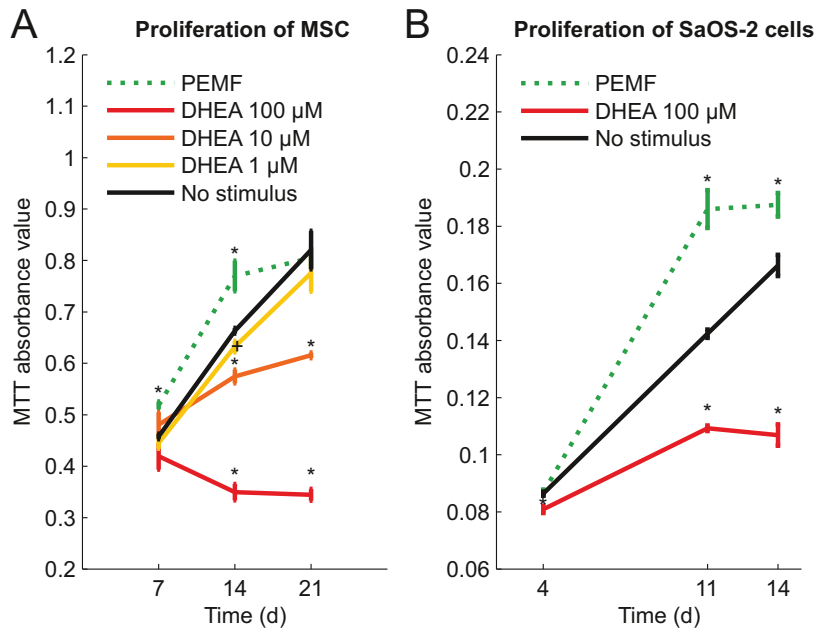 A
Proliferation of MSC
1.2
1.1
1
0.9
0.8
0.7
0.6
0.5
0.4
0.3
0.2
MTT absorbance value
PEMF
DHEA 100 µM
DHEA 10 µM
DHEA 1 µM
No stimulus
*
*
+
*
*
*
*
7
14
21
Time (d)
B
Proliferation of SaOS-2 cells
0.24
0.22
0.2
0.18
0.16
0.14
0.12
0.1
0.08
0.06
MTT absorbance value
PEMF
DHEA 100 µM
No stimulus
*
*
*
*
*
4
11
14
Time (d)